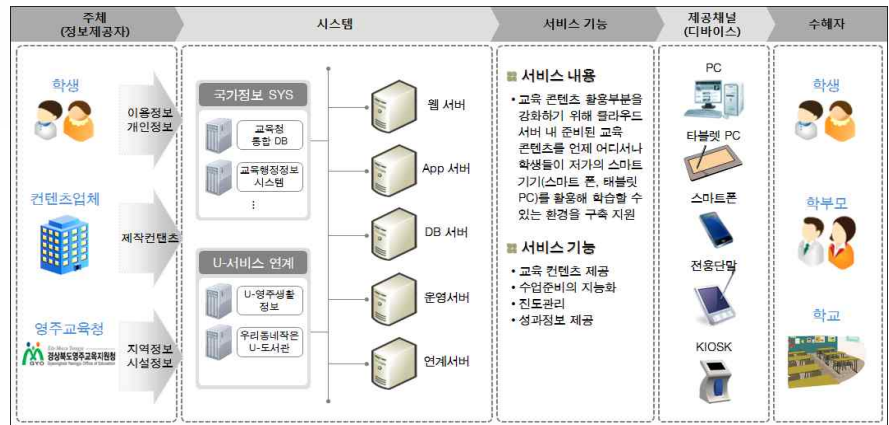 주체
(정보제공자)
시스템
서비스 기능
제공채널
(디바이스)
수혜자
학생
이용정보
개인정보
컨텐츠업체
제작컨탠츠
영주교육청
경상북도영주교육지원청
지역정보
시설정보
국가정보 SYS
교육청
통합 DB
교육행정정보
시스템
⋮
U-서비스 연계
U-영주생활
정보
우리동네작은
U-도서관
웹 서버
App 서버
DB 서버
운영서버
연계서버
서비스 내용
• 교육 콘텐츠 활용부분을
강화하기 위해 클라우드
서버 내 준비된 교육
콘텐츠를 언제 어디서나
학생들이 저가의 스마트
기기(스마트 폰, 태블릿
PC)를 활용해 학습할 수
있는 환경을 구축 지원
서비스 기능
• 교육 컨텐츠 제공
• 수업준비의 지능화
• 진도관리
• 성과정보 제공
PC
타블렛 PC
스마트폰
전용단말
KIOSK
학생
학부모
학교